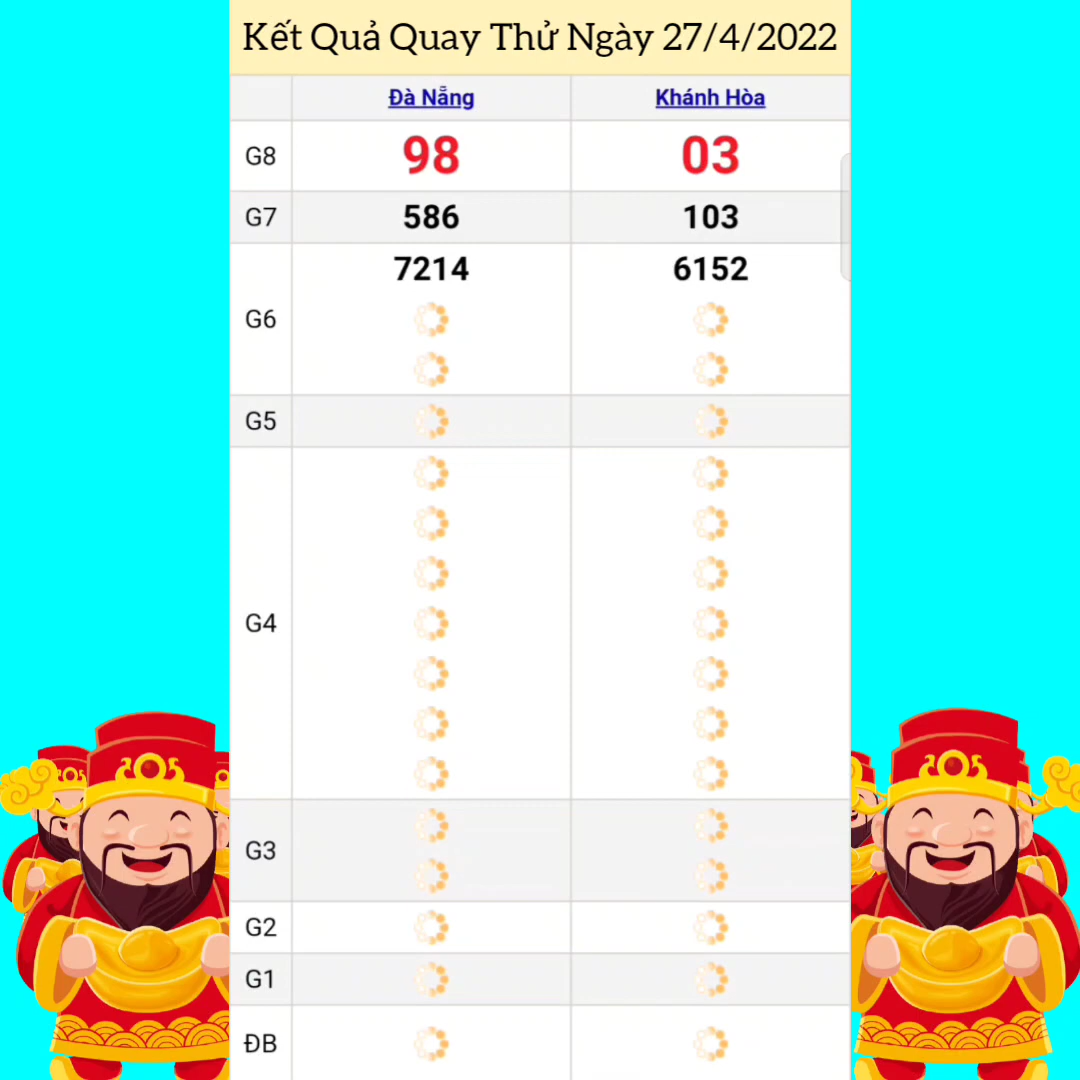 Kết Quả Quay Thử Ngày 27/4/2022
Đà Nẵng Khánh Hòa
G8 98 03
G7 586 103
7214 6152
G6
G5
G4
G3
G2
G1
ĐB